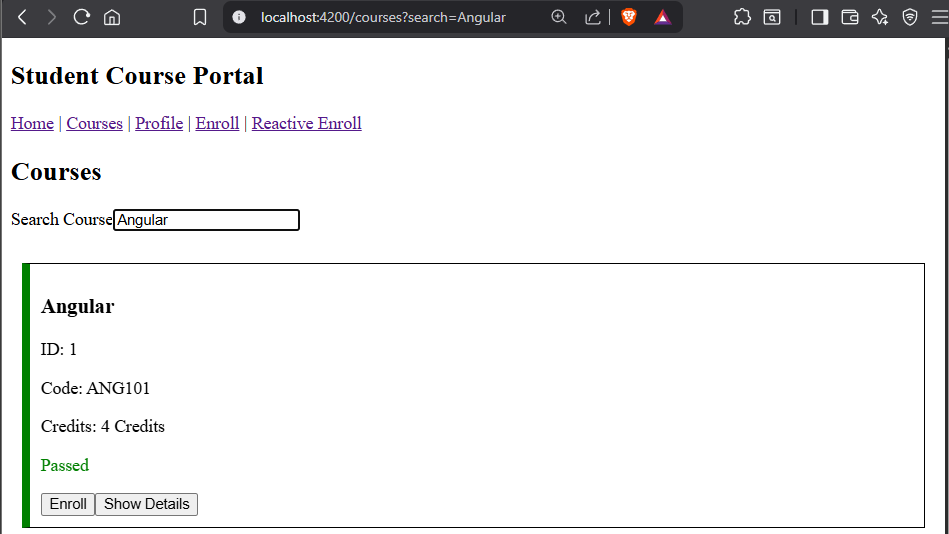 localhost:4200/courses?search=Angular
Student Course Portal
Home | Courses | Profile | Enroll | Reactive Enroll
Courses
Search Course Angular
Angular
ID: 1
Code: ANG101
Credits: 4 Credits
Passed
Enroll Show Details